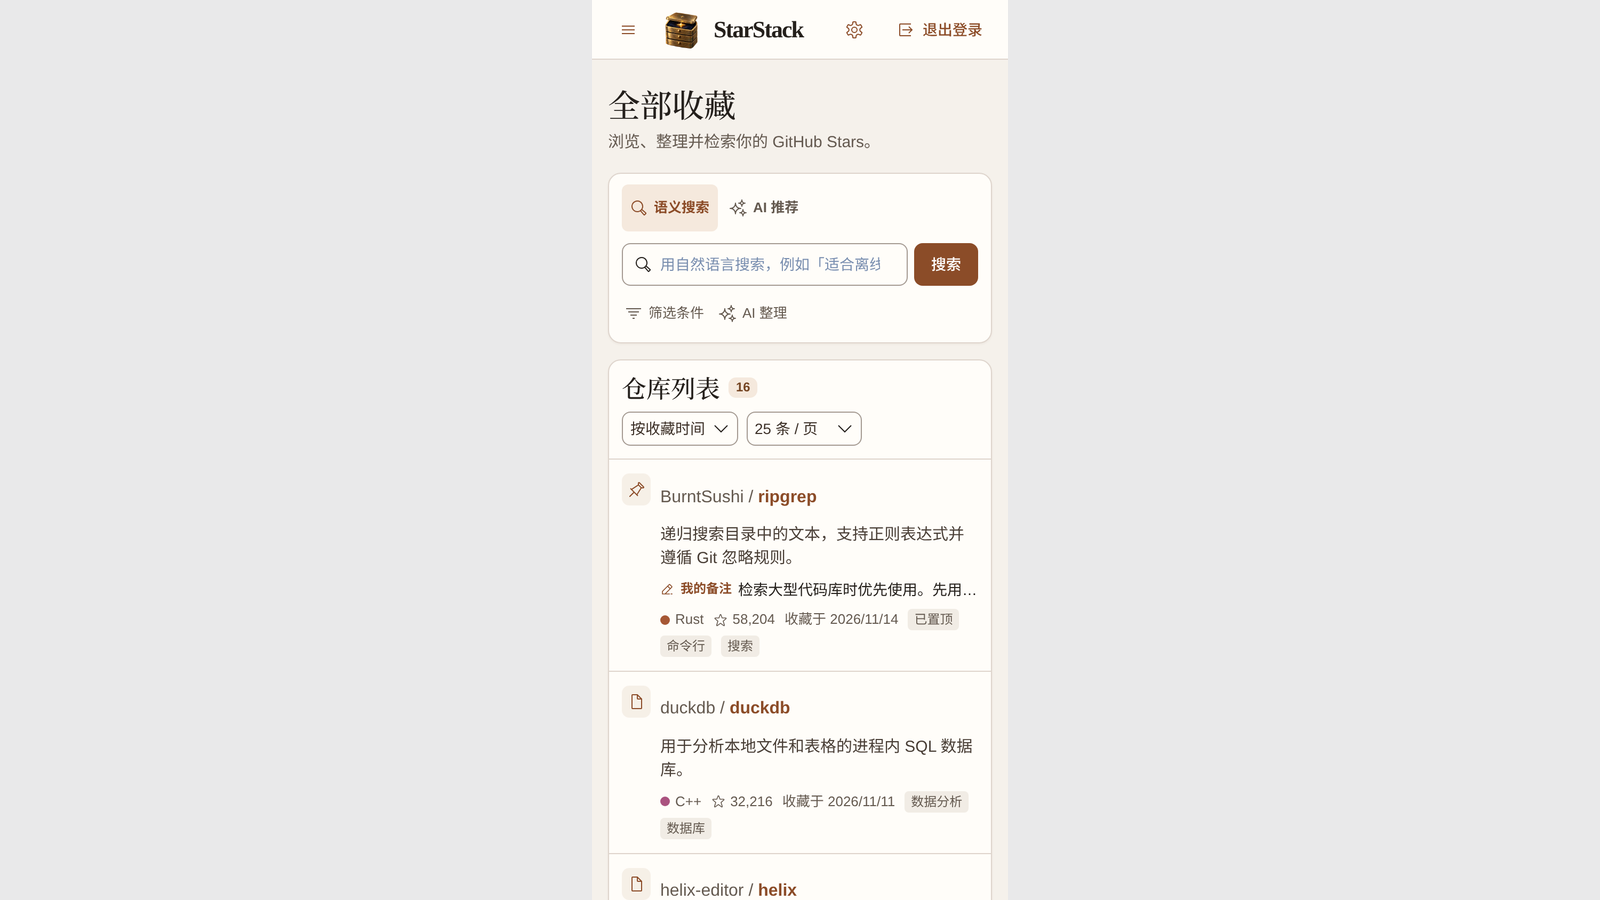 StarStack
退出登录
全部收藏
浏览、整理并检索你的 GitHub Stars。
语义搜索
AI 推荐
用自然语言搜索，例如「适合离线
搜索
筛选条件
AI 整理
仓库列表 16
按收藏时间
25 条 / 页
BurntSushi / ripgrep
递归搜索目录中的文本，支持正则表达式并
遵循 Git 忽略规则。
我的备注 检索大型代码库时优先使用。先用…
Rust 58,204 收藏于 2026/11/14 已置顶
命令行 搜索
duckdb / duckdb
用于分析本地文件和表格的进程内 SQL 数据
库。
C++ 32,216 收藏于 2026/11/11 数据分析
数据库
helix-editor / helix